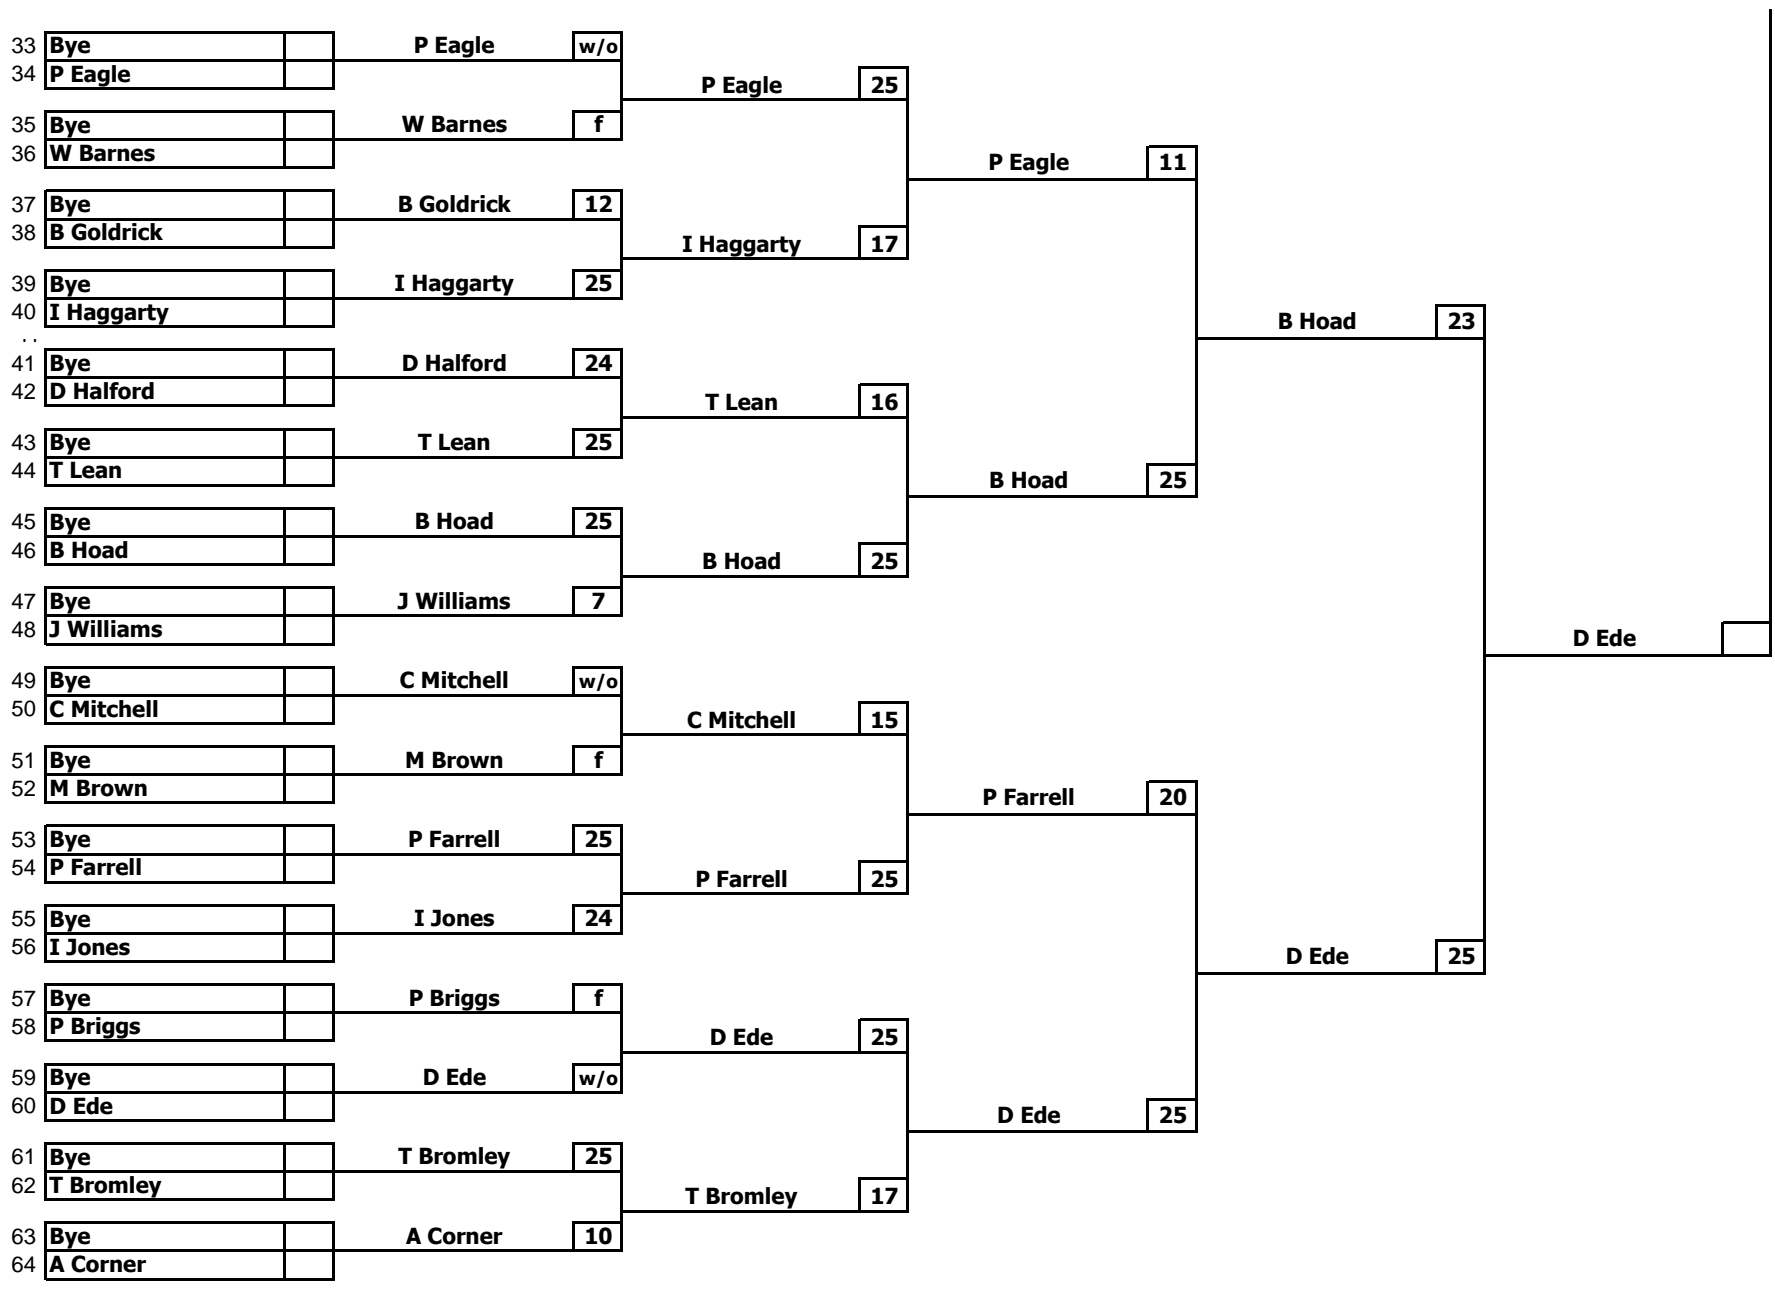 33 Bye P Eagle w/o
34 P Eagle
P Eagle 25
35 Bye W Barnes f
36 W Barnes
P Eagle 11
37 Bye B Goldrick 12
38 B Goldrick
I Haggarty 17
39 Bye I Haggarty 25
40 I Haggarty
B Hoad 23
41 Bye D Halford 24
42 D Halford
T Lean 16
43 Bye T Lean 25
44 T Lean
B Hoad 25
45 Bye B Hoad 25
46 B Hoad
B Hoad 25
47 Bye J Williams 7
48 J Williams
D Ede
49 Bye C Mitchell w/o
50 C Mitchell
C Mitchell 15
51 Bye M Brown f
52 M Brown
P Farrell 20
53 Bye P Farrell 25
54 P Farrell
P Farrell 25
55 Bye I Jones 24
56 I Jones
D Ede 25
57 Bye P Briggs f
58 P Briggs
D Ede 25
59 Bye D Ede w/o
60 D Ede
D Ede 25
61 Bye T Bromley 25
62 T Bromley
T Bromley 17
63 Bye A Corner 10
64 A Corner